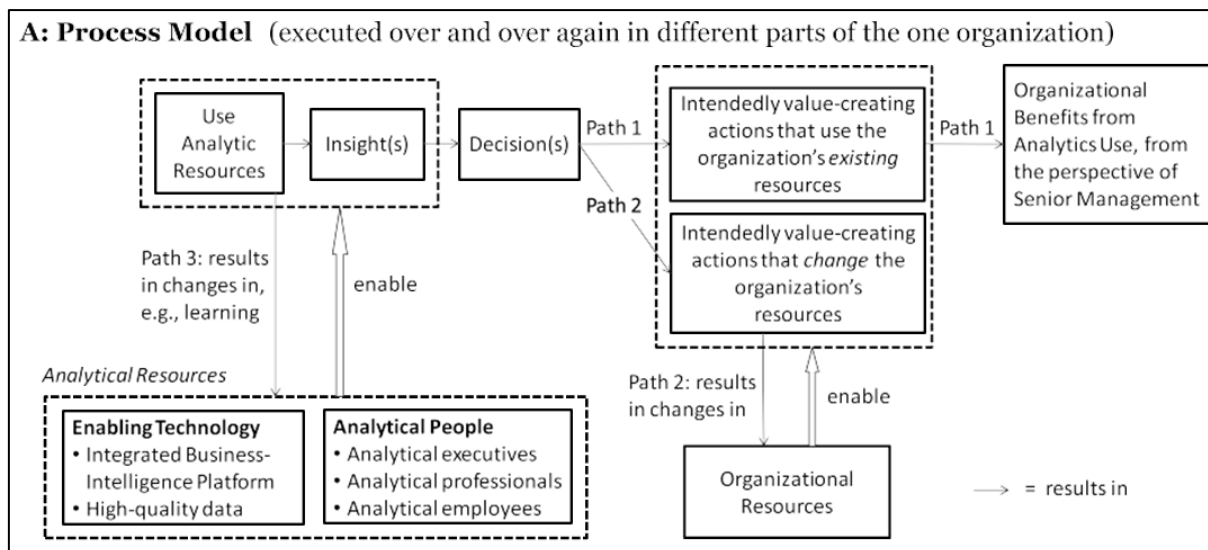 A: Process Model (executed over and over again in different parts of the one organization)
Use
Analytic
Resources
Insight(s)
Decision(s)
Path 1
Path 2
Intendedly value-creating
actions that use the
organization's existing
resources
Intendedly value-creating
actions that change the
organization's
resources
Path 1
Organizational
Benefits from
Analytics Use, from
the perspective of
Senior Management
Path 3: results
in changes in,
e.g., learning
enable
Analytical Resources
Enabling Technology
• Integrated Business-
Intelligence Platform
• High-quality data
Analytical People
• Analytical executives
• Analytical professionals
• Analytical employees
Path 2: results
in changes in
enable
Organizational
Resources
= results in